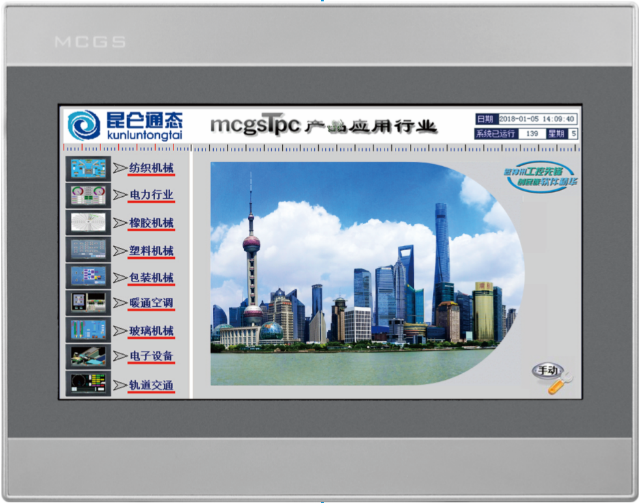 MCGS
昆仑通态
kunluntongtai
mcgsTpc 产品应用行业
日期 2018-01-05 14:09:40
系统已运行 139 星期 5
纺织机械
电力行业
橡胶机械
塑料机械
包装机械
暖通空调
玻璃机械
电子设备
轨道交通
手动